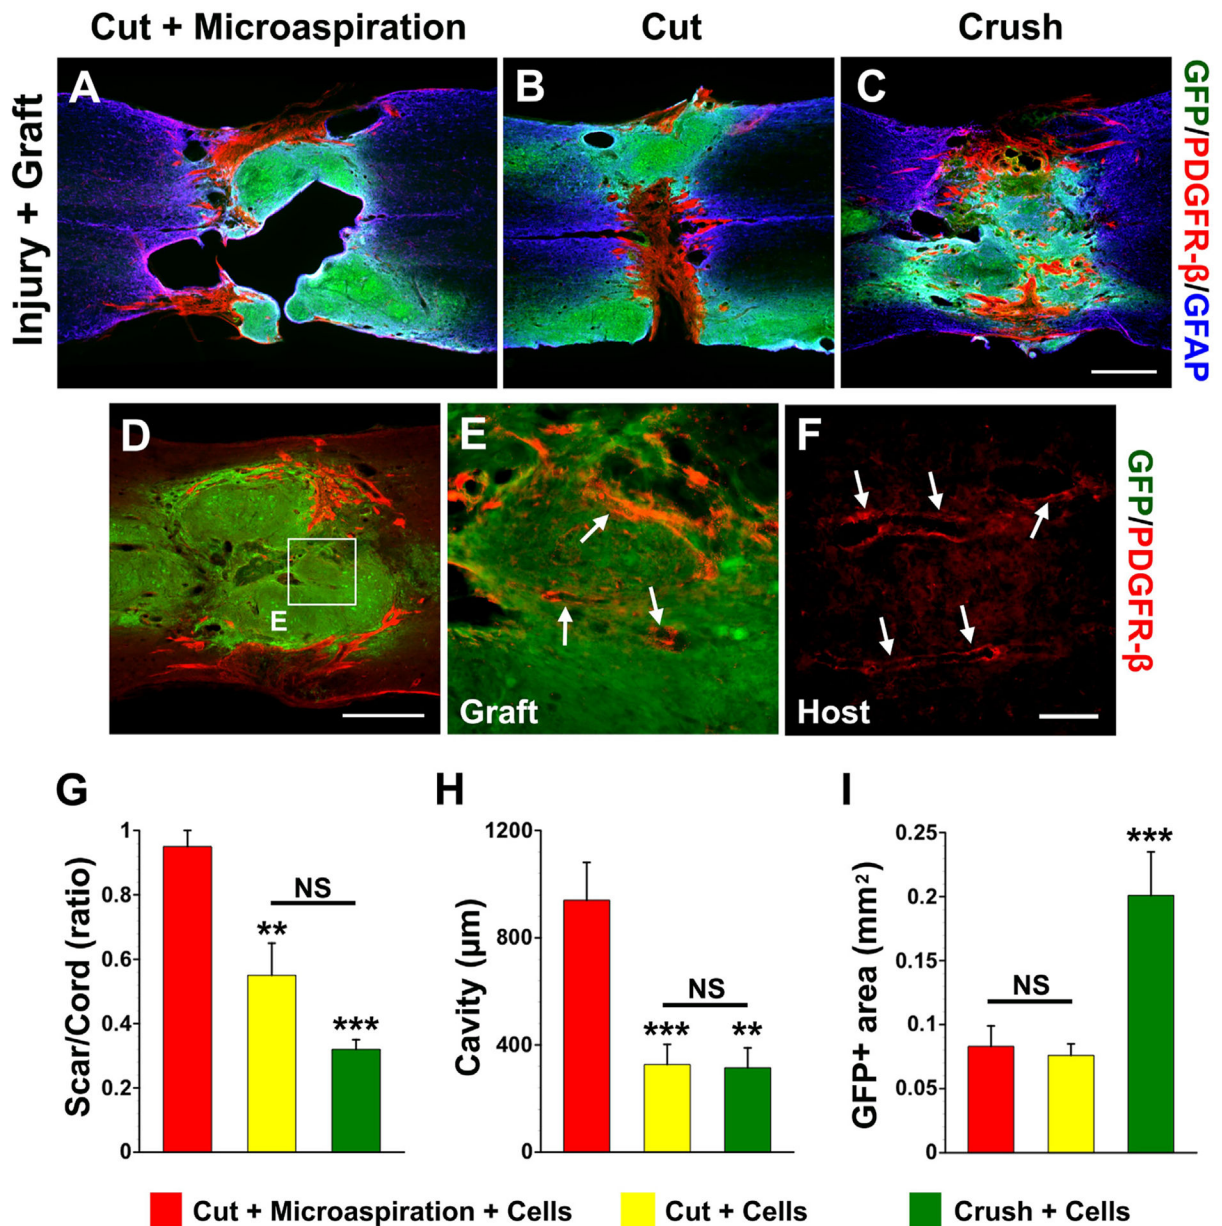 Cut + Microaspiration
Cut
Crush
Injury + Graft
A
B
C
GFP/PDGFR-β/GFAP
D
E
E
Graft
F
Host
GFP/PDGFR-β
G
1
0.8
0.6
0.4
0.2
0
Scar/Cord (ratio)
**
NS
***
H
1200
800
400
0
Cavity (µm)
***
NS
**
I
0.25
0.2
0.15
0.1
0.05
0
GFP+ area (mm²)
NS
***
Cut + Microaspiration + Cells
Cut + Cells
Crush + Cells